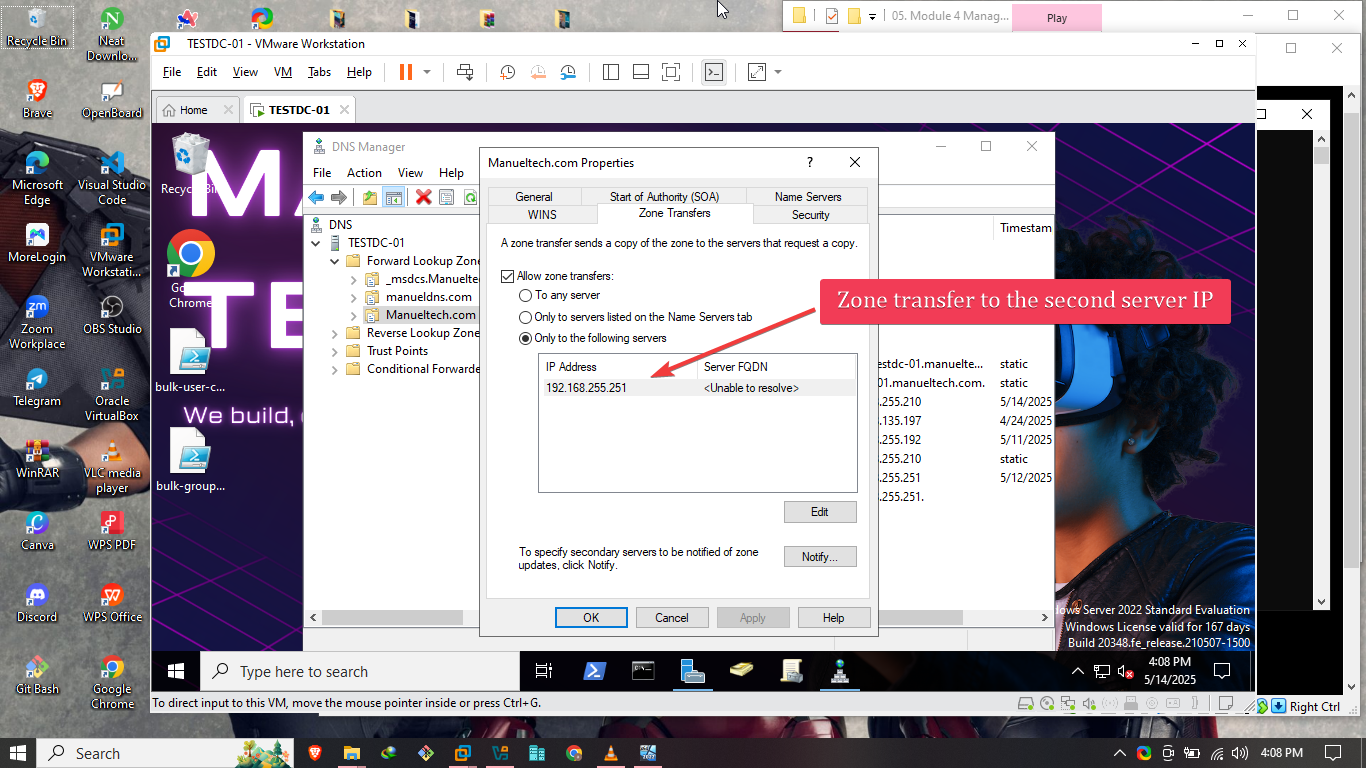 Recycle Bin
Neat
Downlo...
05. Module 4 Manag...
Play
TESTDC-01 - VMware Workstation
File Edit View VM Tabs Help
Home
TESTDC-01
Brave
OpenBoard
Microsoft
Edge
Visual Studio
Code
MoreLogin
VMware
Workstati...
Zoom
Workplace
OBS Studio
Telegram
Oracle
VirtualBox
WinRAR
VLC media
player
Canva
WPS PDF
Discord
WPS Office
Git Bash
Google
Chrome
DNS Manager
File Action View Help
DNS
TESTDC-01
Forward Lookup Zone
_msdcs.Manuelte
manueldns.com
Manueltech.com
Reverse Lookup Zone
Trust Points
Conditional Forwarde
bulk-user-c...
We build,
bulk-group...
Manueltech.com Properties
?
General Start of Authority (SOA) Name Servers
WINS Zone Transfers Security
A zone transfer sends a copy of the zone to the servers that request a copy.
Allow zone transfers:
To any server
Only to servers listed on the Name Servers tab
Only to the following servers
IP Address Server FQDN
192.168.255.251 <Unable to resolve>
Edit
To specify secondary servers to be notified of zone
updates, click Notify.
Notify...
OK Cancel Apply Help
Zone transfer to the second server IP
Timestam
estdc-01.manuelte... static
01.manueltech.com. static
.255.210 5/14/2025
.135.197 4/24/2025
.255.192 5/11/2025
.255.210 static
.255.251 5/12/2025
.255.251.
dows Server 2022 Standard Evaluation
Windows License valid for 167 days
Build 20348.fe_release.210507-1500
Type here to search
4:08 PM
5/14/2025
To direct input to this VM, move the mouse pointer inside or press Ctrl+G.
Right Ctrl
Search
4:08 PM